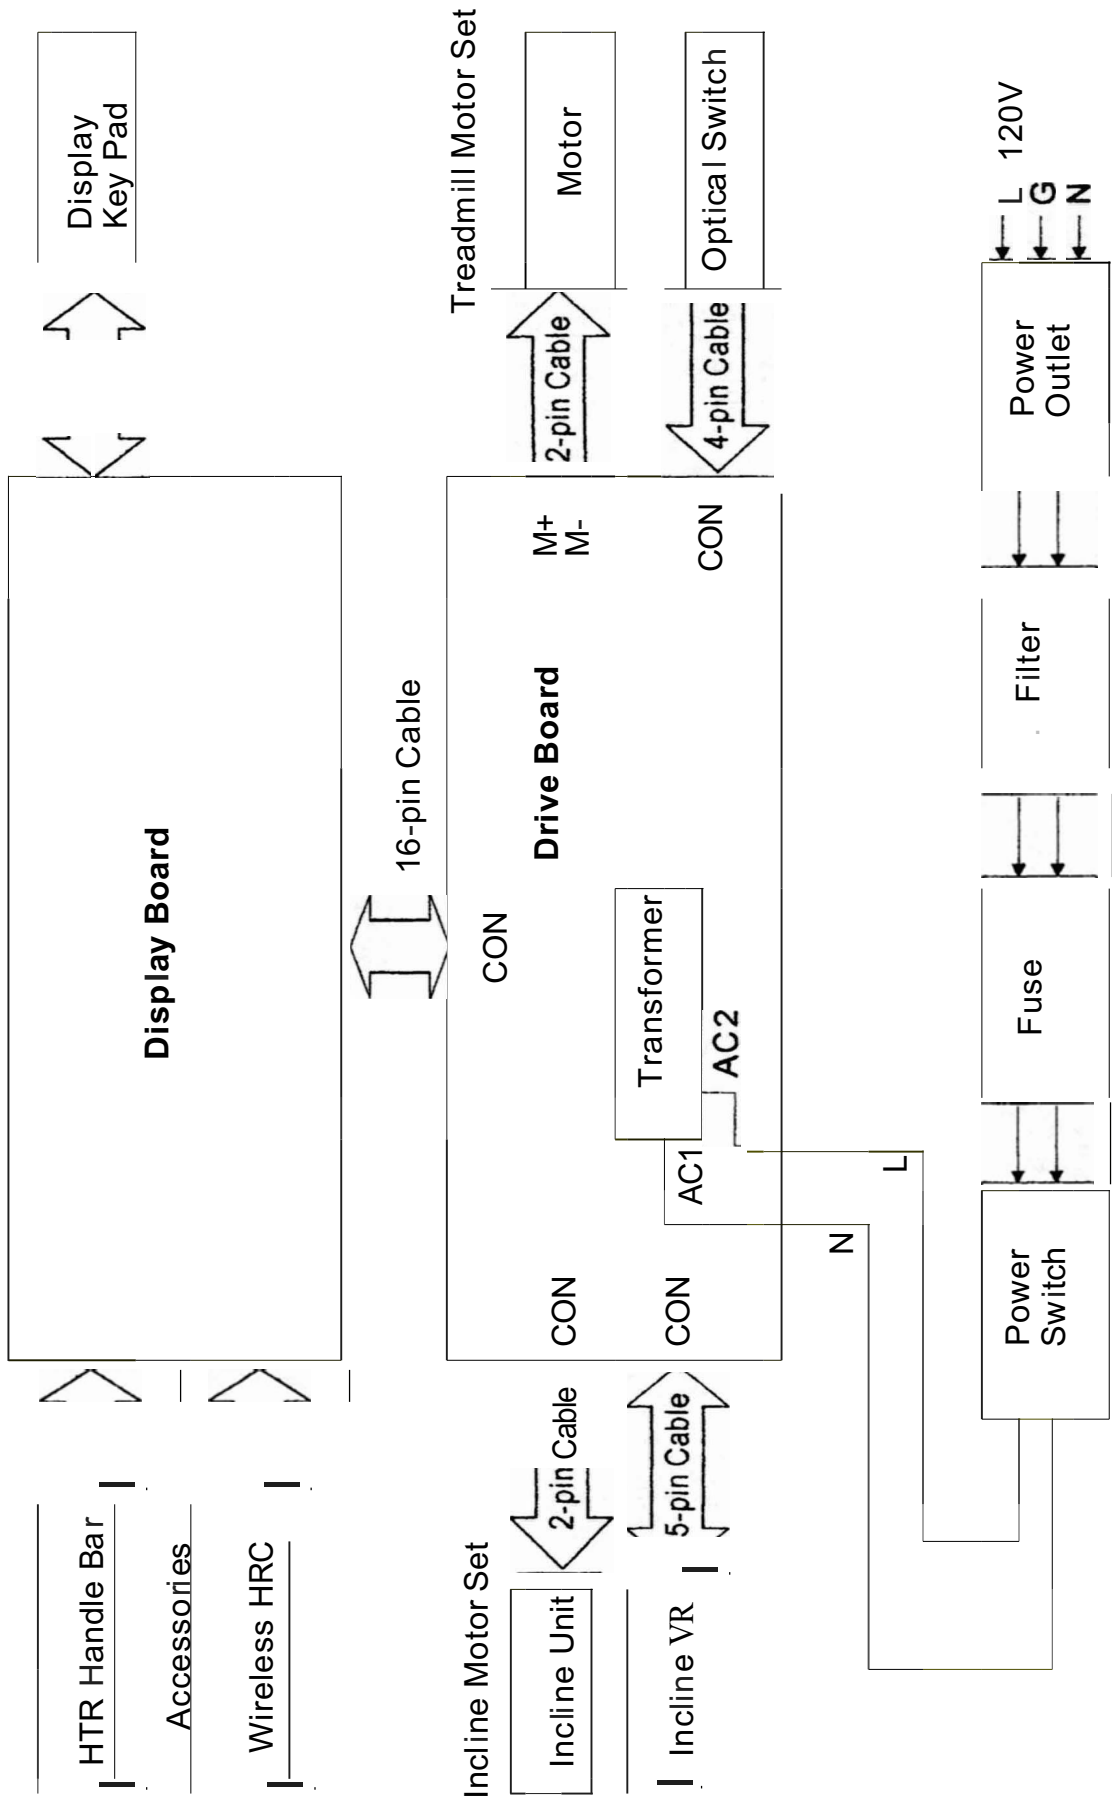 HTR Handle Bar
Accessories
Wireless HRC
Display Board
Display
Key Pad
16-pin Cable
Incline Motor Set
Incline Unit
2-pin Cable
Incline VR
5-pin Cable
CON
CON
CON
Drive Board
Transformer
AC1
AC2
M+
M-
CON
Treadmill Motor Set
2-pin Cable
Motor
4-pin Cable
Optical Switch
N
L
Power
Switch
Fuse
Filter
Power
Outlet
L 120V
G
N